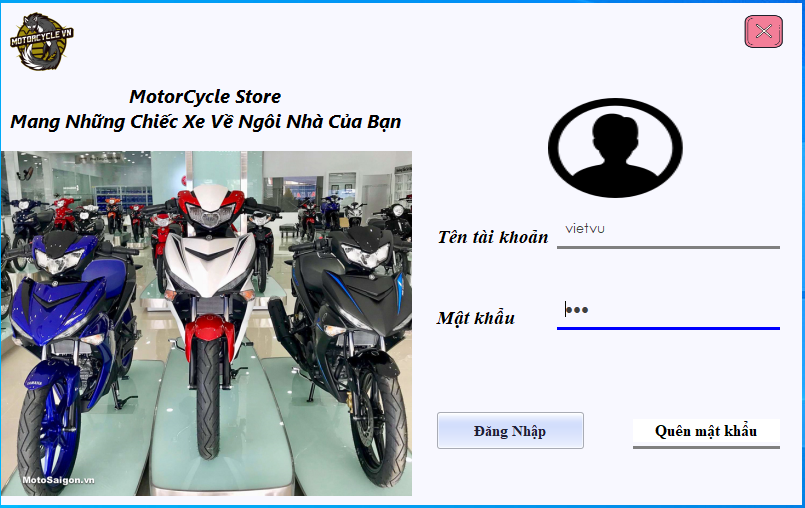 MOTORCYCLE VN
MotorCycle Store
Mang Những Chiếc Xe Về Ngôi Nhà Của Bạn
Tên tài khoản
vietvu
Mật khẩu
•••
Đăng Nhập
Quên mật khẩu
YAMAHA
MotoSaigon.vn